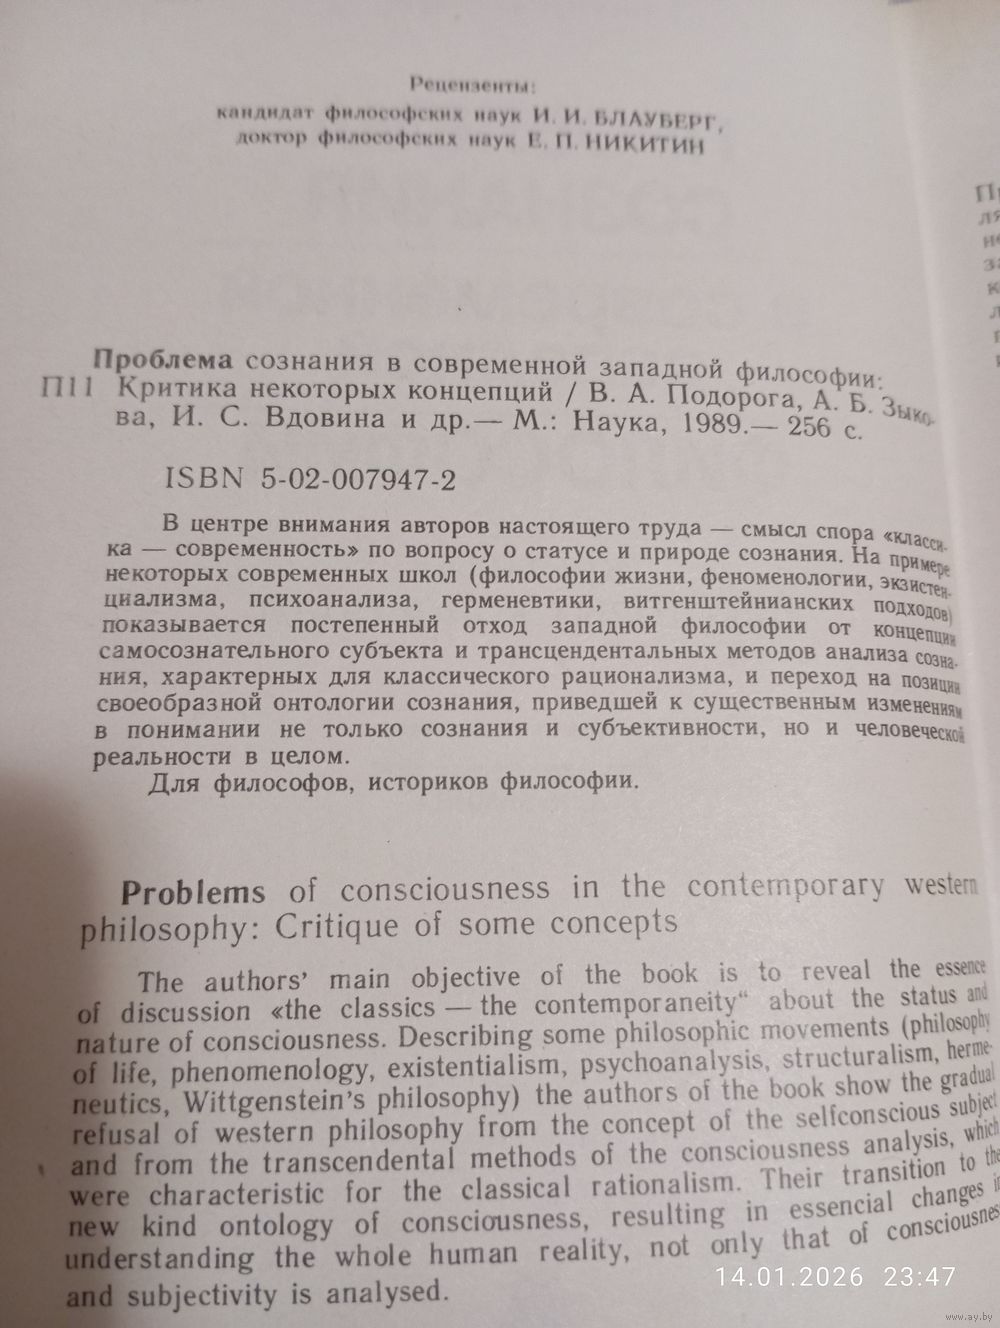 Рецензенты:
кандидат философских наук И. И. БЛАУБЕРГ,
доктор философских наук Е. П. НИКИТИН
Проблема сознания в современной западной философии:
П11 Критика некоторых концепций / В. А. Подорога, А. Б. Зыко-
ва, И. С. Вдовина и др.— М.: Наука, 1989.— 256 с.
ISBN 5-02-007947-2
В центре внимания авторов настоящего труда — смысл спора «класси-
ка — современность» по вопросу о статусе и природе сознания. На примере
некоторых современных школ (философии жизни, феноменологии, экзистен-
циализма, психоанализа, герменевтики, витгенштейнианских подходов)
показывается постепенный отход западной философии от концепции
самосознательного субъекта и трансцендентальных методов анализа созна-
ния, характерных для классического рационализма, и переход на позиции
своеобразной онтологии сознания, приведшей к существенным изменениям
в понимании не только сознания и субъективности, но и человеческой
реальности в целом.
Для философов, историков философии.
Problems of consciousness in the contemporary western
philosophy: Critique of some concepts
The authors’ main objective of the book is to reveal the essence
of discussion «the classics — the contemporaneity“ about the status and
nature of consciousness. Describing some philosophic movements (philosophy
of life, phenomenology, existentialism, psychoanalysis, structuralism, herme-
neutics, Wittgenstein’s philosophy) the authors of the book show the gradual
refusal of western philosophy from the concept of the selfconscious subject
and from the transcendental methods of the consciousness analysis, which
were characteristic for the classical rationalism. Their transition to the
new kind ontology of consciousness, resulting in essencial changes in
understanding the whole human reality, not only that of consciousness
and subjectivity is analysed.
14.01.2026 23:47
www.ay.by